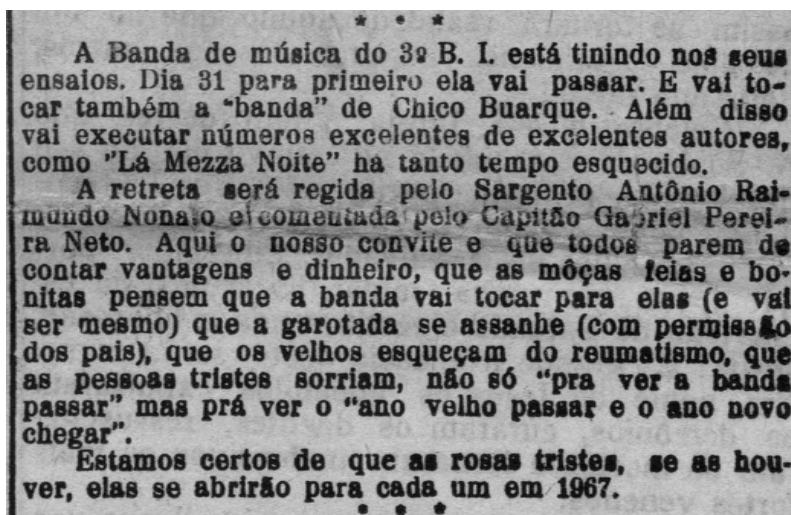 * * *
A Banda de música do 3º B. I. está tinindo nos seus
ensaios. Dia 31 para primeiro ela vai passar. E vai to-
car também a "banda" de Chico Buarque. Além disso
vai executar números excelentes de excelentes autores,
como "Lá Mezza Noite" há tanto tempo esquecido.
A retreta será regida pelo Sargento Antônio Rai-
mundo Nonato e comentada pelo Capitão Gabriel Perei-
ra Neto. Aqui o nosso convite e que todos parem de
contar vantagens e dinheiro, que as môças feias e bo-
nitas pensem que a banda vai tocar para elas (e vai
ser mesmo) que a garotada se assanhe (com permissão
dos pais), que os velhos esqueçam do reumatismo, que
as pessoas tristes sorriam, não só "pra ver a banda
passar" mas prá ver o "ano velho passar e o ano novo
chegar".
Estamos certos de que as rosas tristes, se as hou-
ver, elas se abrirão para cada um em 1967.
* * *